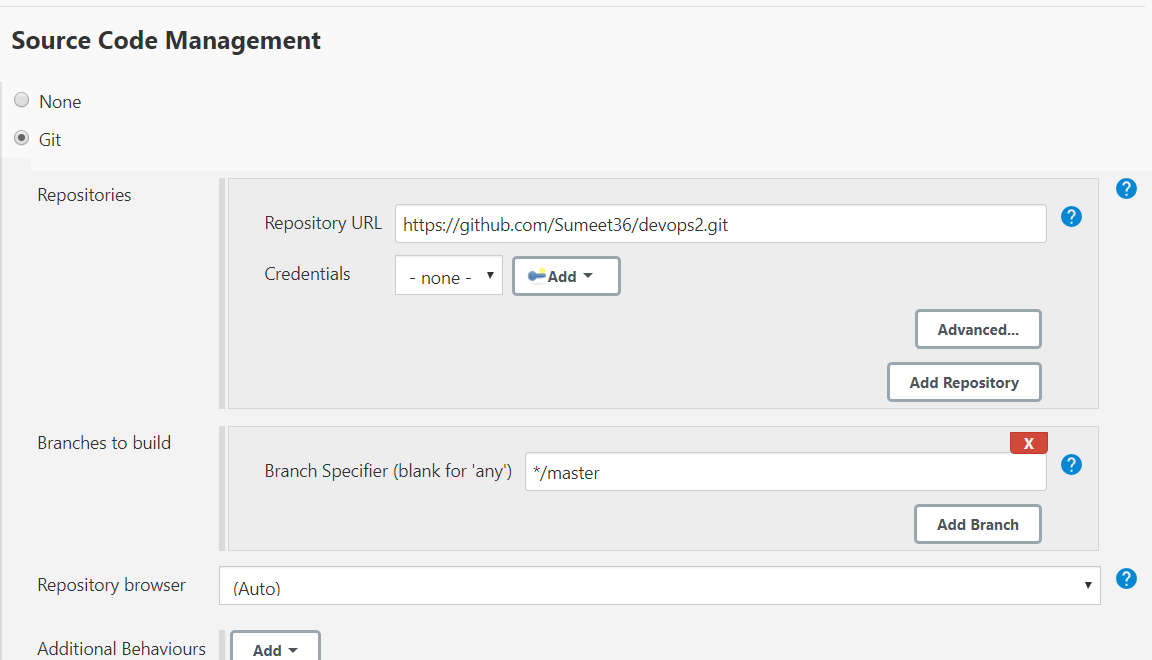 Source Code Management
None
Git
Repositories
Repository URL
https://github.com/Sumeet36/devops2.git
?
?
Credentials
- none -
Add
Advanced...
Add Repository
Branches to build
X
Branch Specifier (blank for 'any')
*/master
?
Add Branch
Repository browser
(Auto)
?
Additional Behaviours
Add